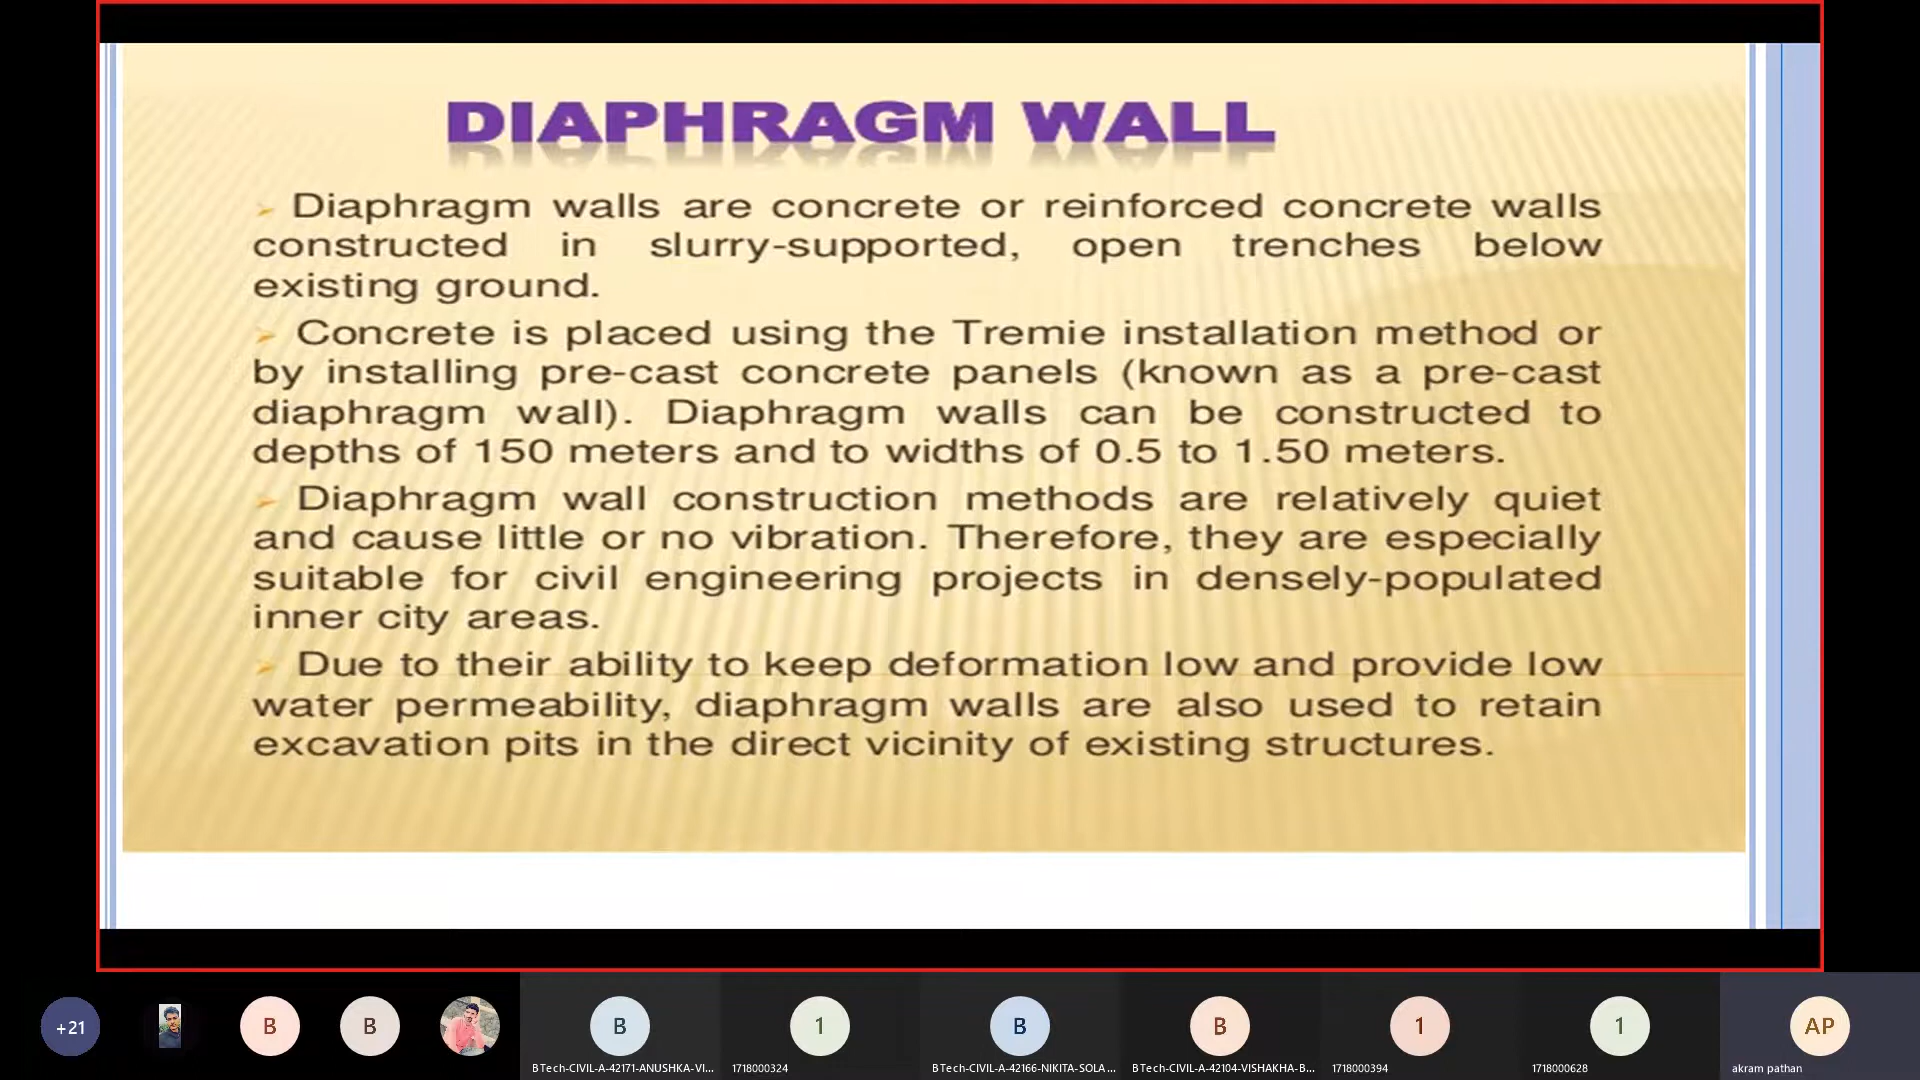 DIAPHRAGM WALL
➢ Diaphragm walls are concrete or reinforced concrete walls
constructed in slurry-supported, open trenches below
existing ground.
➢ Concrete is placed using the Tremie installation method or
by installing pre-cast concrete panels (known as a pre-cast
diaphragm wall). Diaphragm walls can be constructed to
depths of 150 meters and to widths of 0.5 to 1.50 meters.
➢ Diaphragm wall construction methods are relatively quiet
and cause little or no vibration. Therefore, they are especially
suitable for civil engineering projects in densely-populated
inner city areas.
➢ Due to their ability to keep deformation low and provide low
water permeability, diaphragm walls are also used to retain
excavation pits in the direct vicinity of existing structures.
+21 B B B 1 B B 1 1 AP
BTech-CIVIL-A-42171-ANUSHKA-VI... 1718000324 BTech-CIVIL-A-42166-NIKITA-SOLA... BTech-CIVIL-A-42104-VISHAKHA-B... 1718000394 1718000628 akram pathan